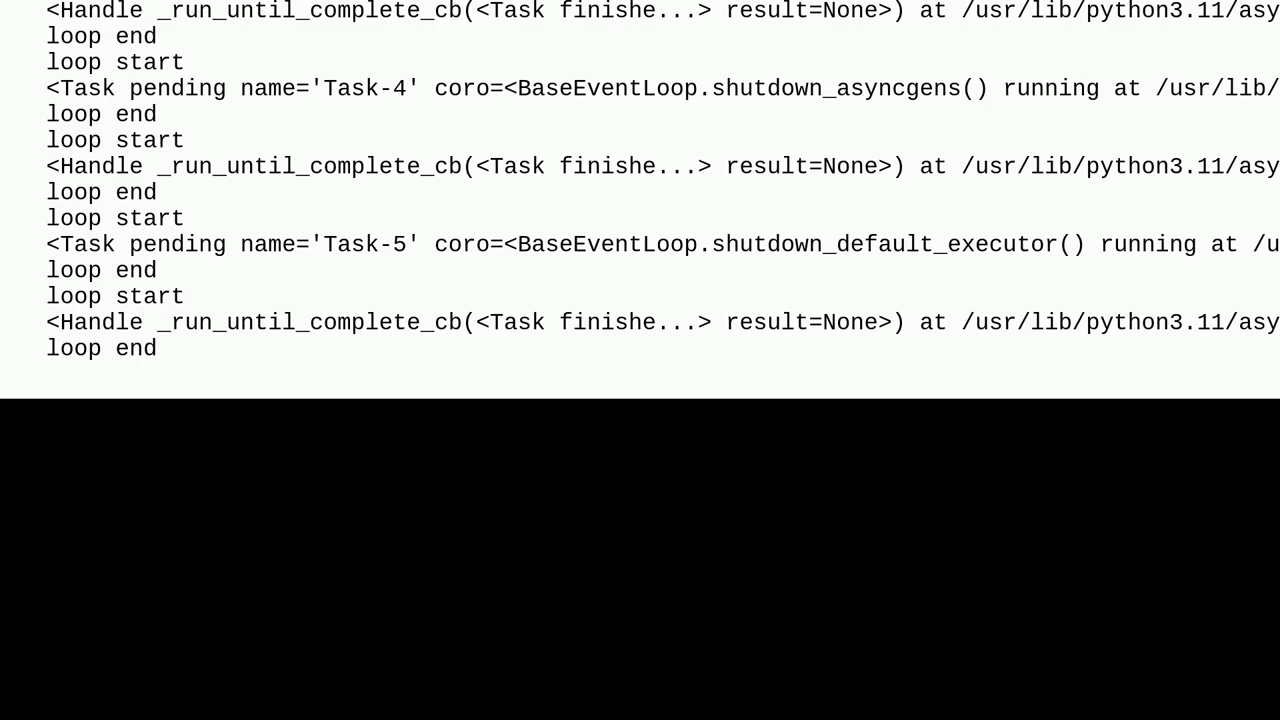 <Handle _run_until_complete_cb(<Task finishe...> result=None>) at /usr/lib/python3.11/asy
loop end
loop start
<Task pending name='Task-4' coro=<BaseEventLoop.shutdown_asyncgens() running at /usr/lib/
loop end
loop start
<Handle _run_until_complete_cb(<Task finishe...> result=None>) at /usr/lib/python3.11/asy
loop end
loop start
<Task pending name='Task-5' coro=<BaseEventLoop.shutdown_default_executor() running at /u
loop end
loop start
<Handle _run_until_complete_cb(<Task finishe...> result=None>) at /usr/lib/python3.11/asy
loop end